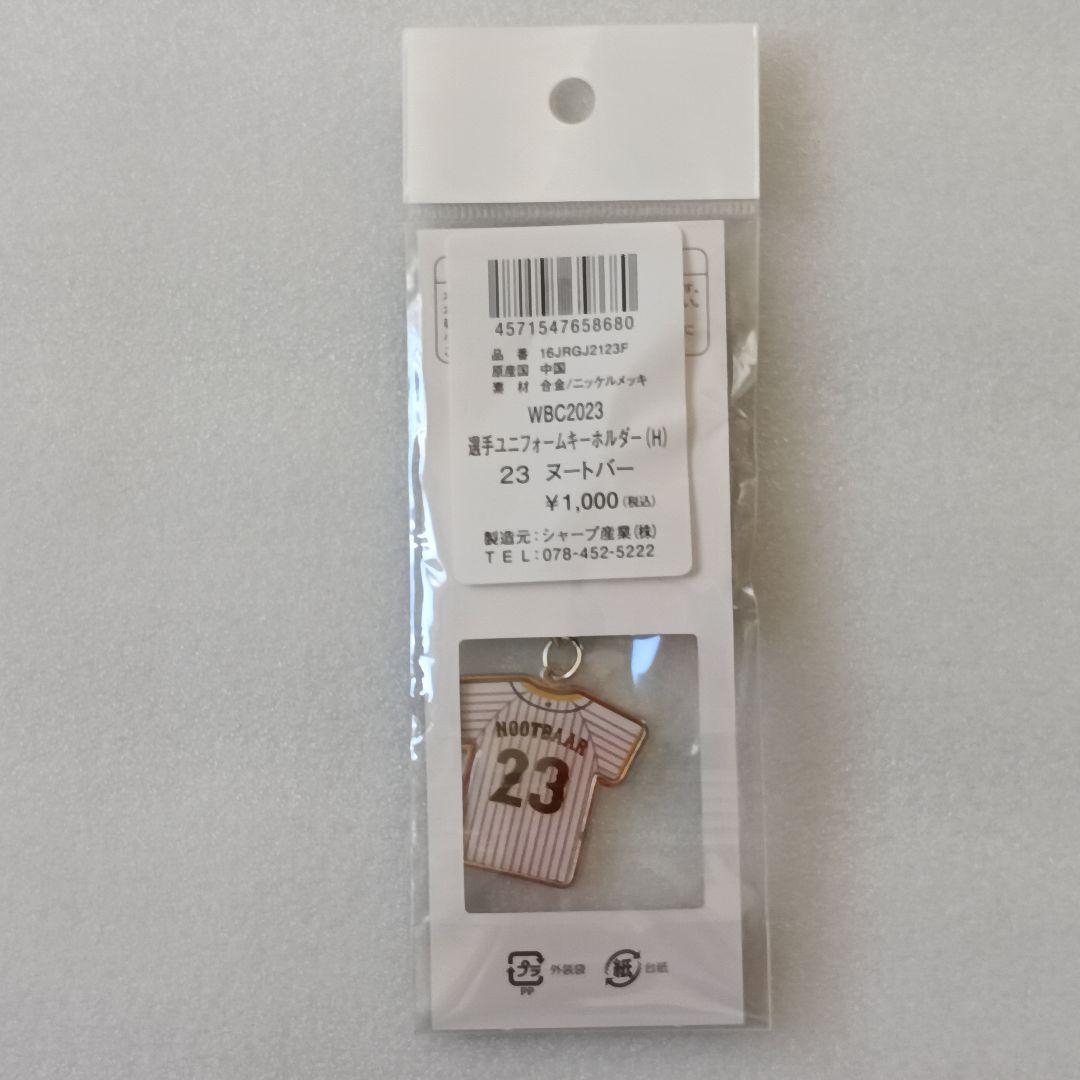 4571547658680
品 番 16JRGJ2123F
原産国 中国
素 材 合金/ニッケルメッキ
WBC2023
選手ユニフォームキーホルダー(H)
23 ヌートバー
¥1,000(税込)
製造元:シャープ産業(株)
TEL:078-452-5222
NOOTBAAR
23
プラ 外装袋
PP
紙 台紙